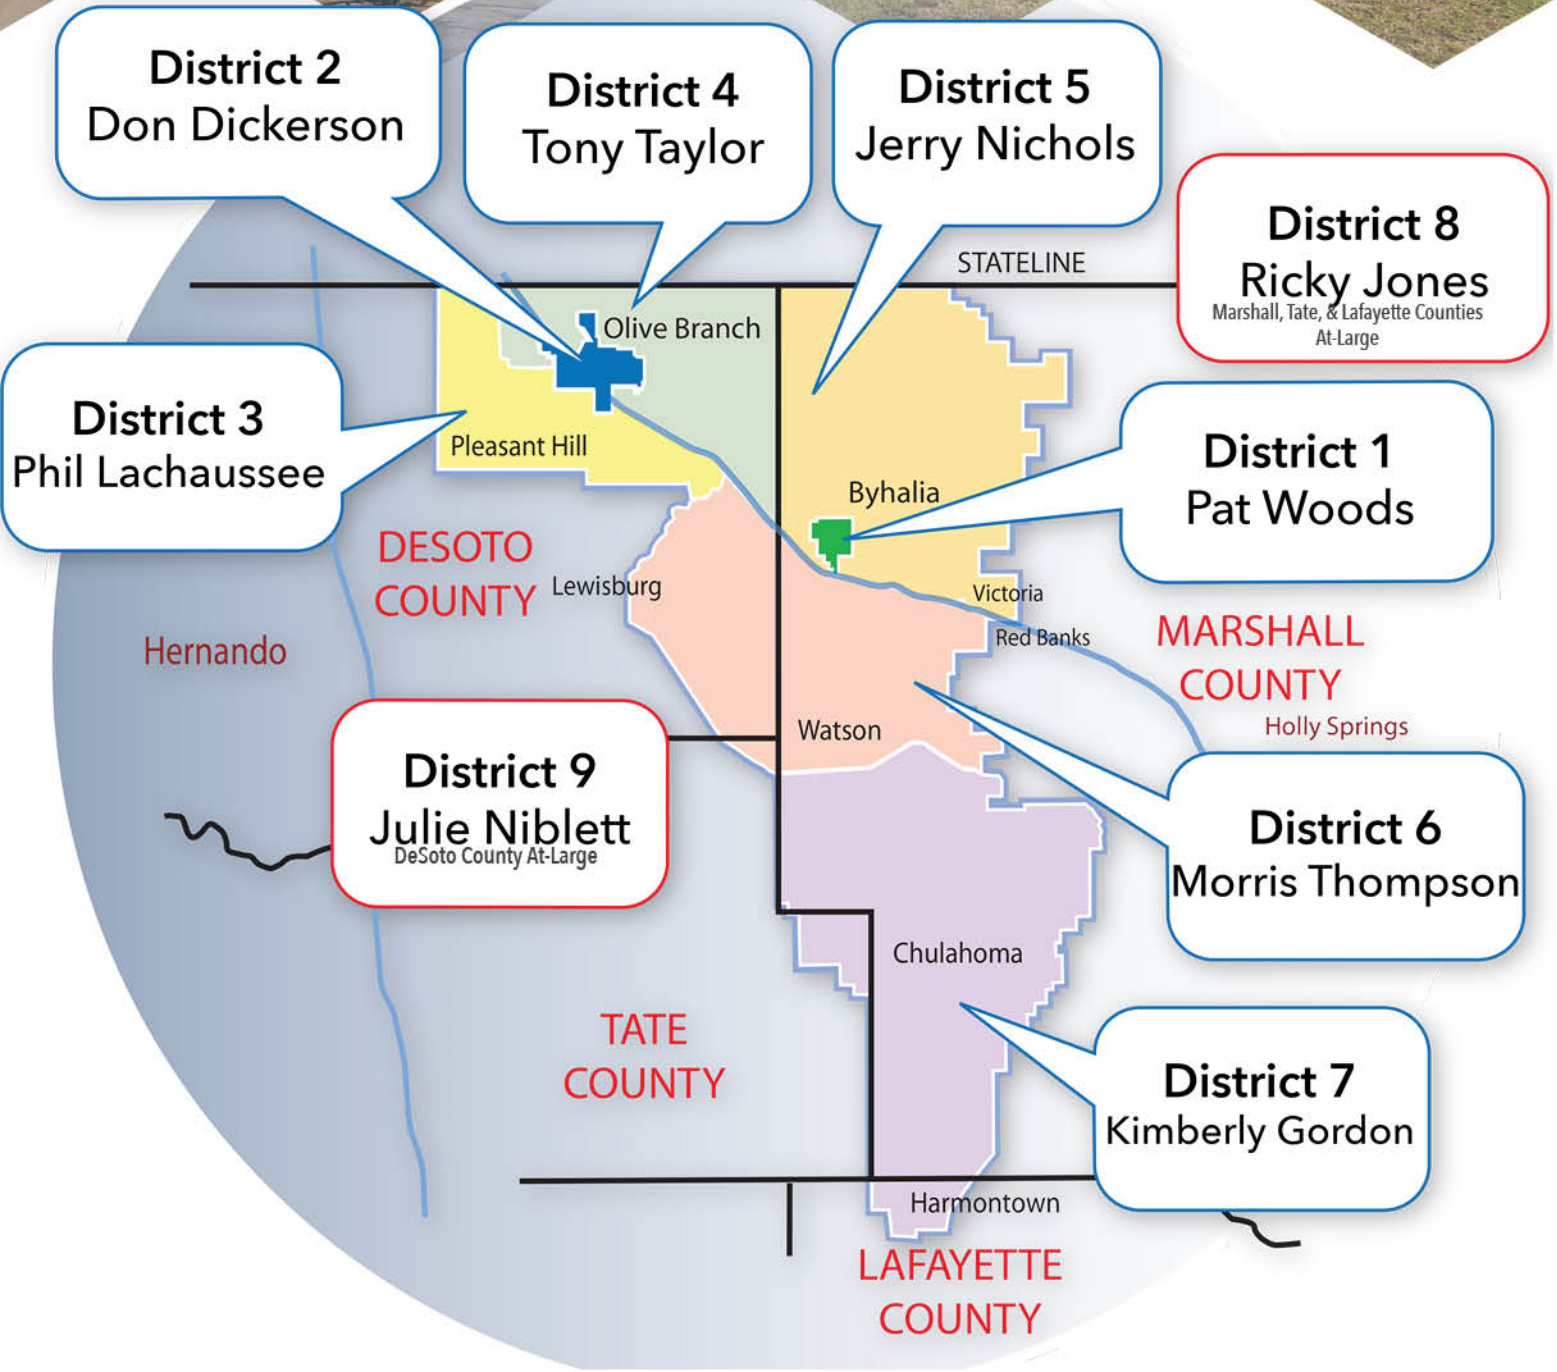 District 2
Don Dickerson
District 4
Tony Taylor
District 5
Jerry Nichols
District 8
Ricky Jones
Marshall, Tate, & Lafayette Counties
At-Large
STATELINE
Olive Branch
District 3
Phil Lachaussee
Pleasant Hill
Byhalia
District 1
Pat Woods
DESOTO
COUNTY
Lewisburg
Victoria
Red Banks
Hernando
MARSHALL
COUNTY
Holly Springs
Watson
District 9
Julie Niblett
DeSoto County At-Large
District 6
Morris Thompson
Chulahoma
TATE
COUNTY
District 7
Kimberly Gordon
Harmontown
LAFAYETTE
COUNTY